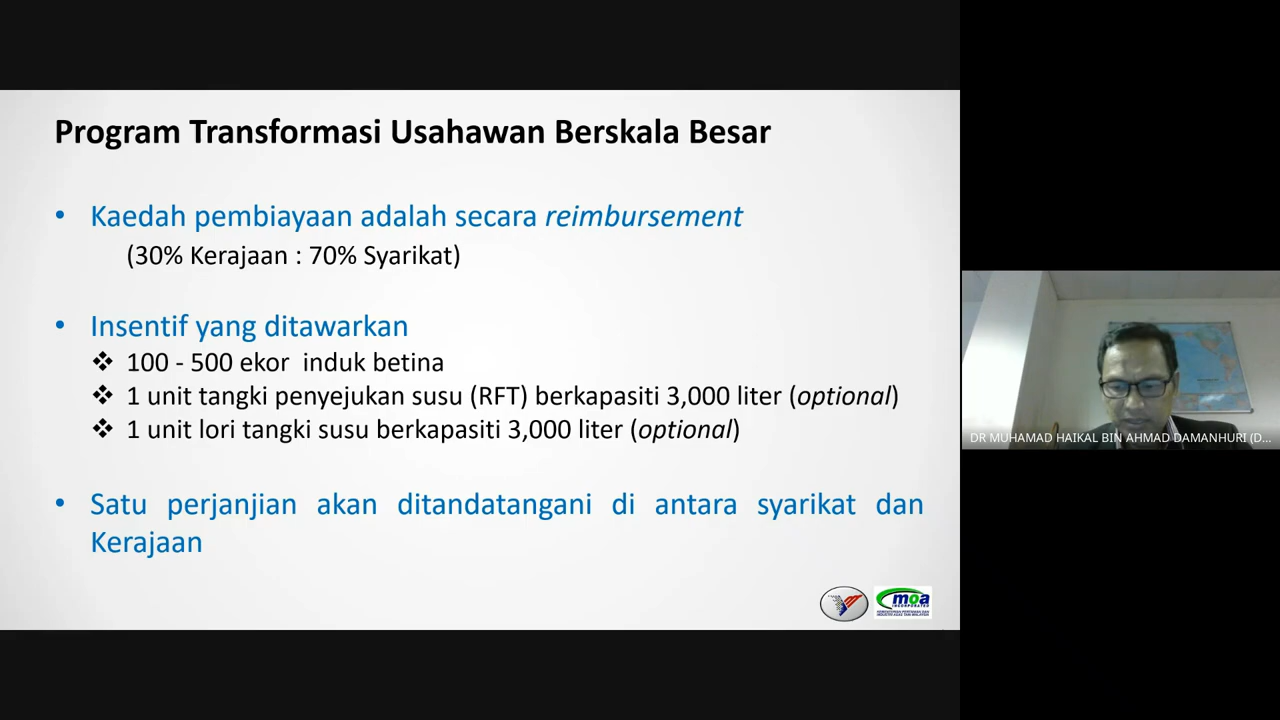 Program Transformasi Usahawan Berskala Besar
• Kaedah pembiayaan adalah secara reimbursement
(30% Kerajaan : 70% Syarikat)
• Insentif yang ditawarkan
❖ 100 - 500 ekor induk betina
❖ 1 unit tangki penyejukan susu (RFT) berkapasiti 3,000 liter (optional)
❖ 1 unit lori tangki susu berkapasiti 3,000 liter (optional)
• Satu perjanjian akan ditandatangani di antara syarikat dan
Kerajaan
moa
INCORPORATED
DR MUHAMAD HAIKAL BIN AHMAD DAMANHURI (D...